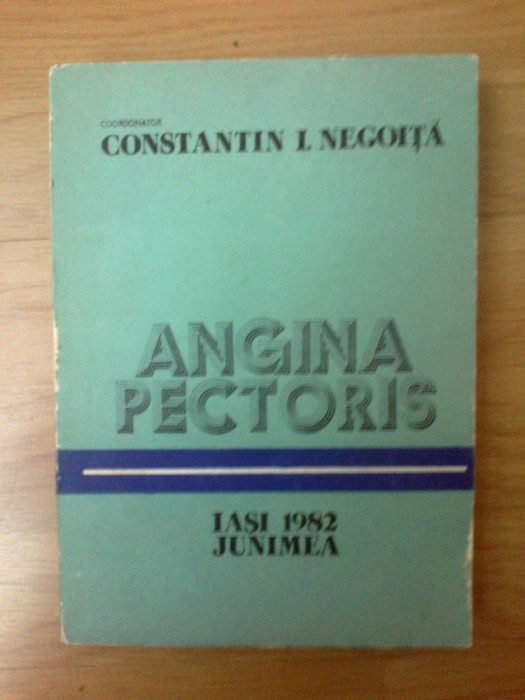 COORDONATOR
CONSTANTIN I. NEGOIȚĂ
ANGINA
PECTORIS
IAȘI 1982
JUNIMEA